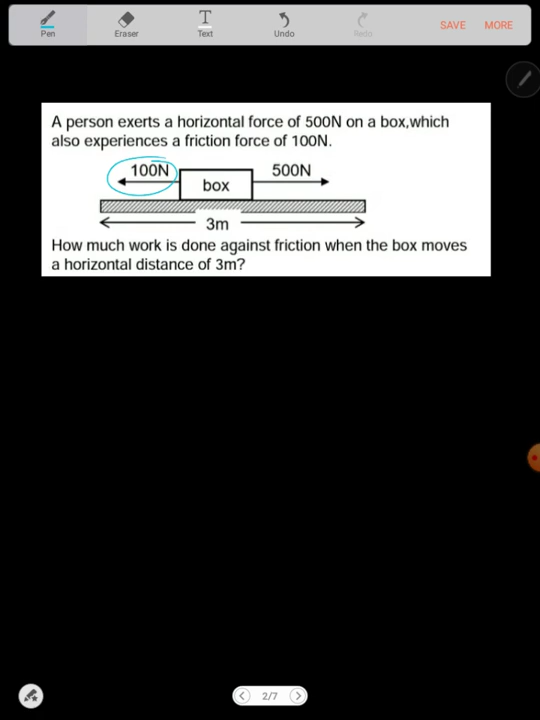 Pen
Eraser
T
Text
Undo
Redo
SAVE
MORE
A person exerts a horizontal force of 500N on a box,which
also experiences a friction force of 100N.
100N
500N
box
3m
How much work is done against friction when the box moves
a horizontal distance of 3m?
2/7